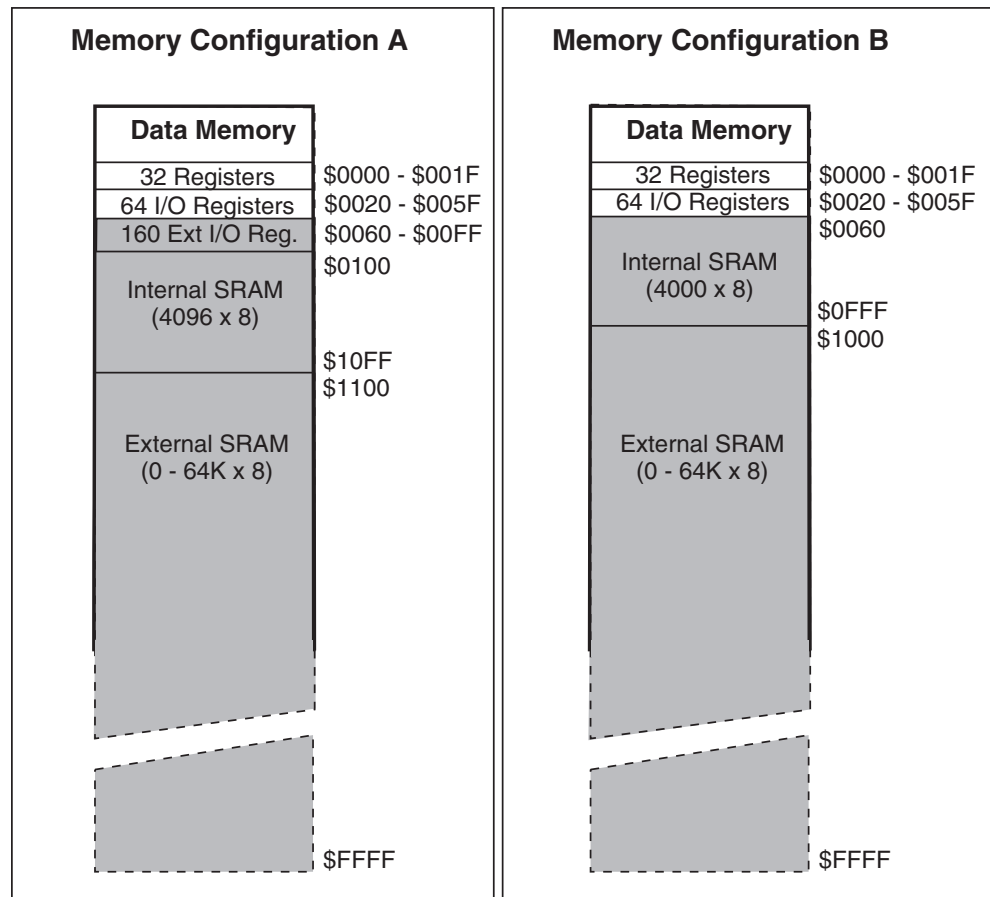 Memory Configuration A
Data Memory
32 Registers
$0000 - $001F
64 I/O Registers
$0020 - $005F
160 Ext I/O Reg.
$0060 - $00FF
$0100
Internal SRAM
(4096 x 8)
$10FF
$1100
External SRAM
(0 - 64K x 8)
$FFFF
Memory Configuration B
Data Memory
32 Registers
$0000 - $001F
64 I/O Registers
$0020 - $005F
$0060
Internal SRAM
(4000 x 8)
$0FFF
$1000
External SRAM
(0 - 64K x 8)
$FFFF